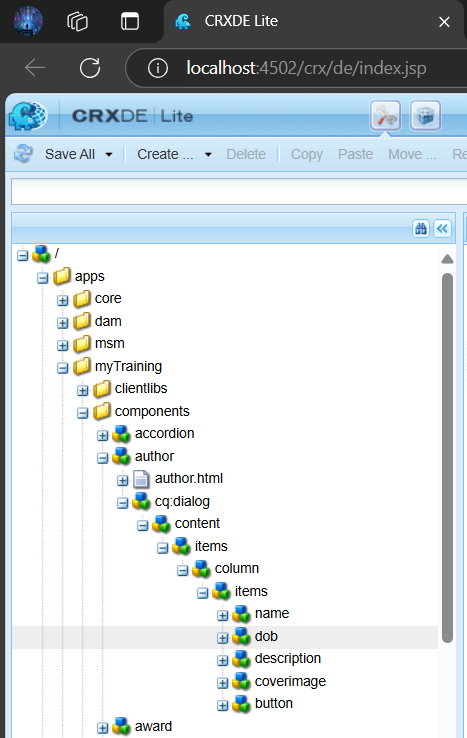 CRXDE Lite
localhost:4502/crx/de/index.jsp
CRXDE | Lite
Save All Create ... Delete Copy Paste Move ... Re
/
apps
core
dam
msm
myTraining
clientlibs
components
accordion
author
author.html
cq:dialog
content
items
column
items
name
dob
description
coverimage
button
award